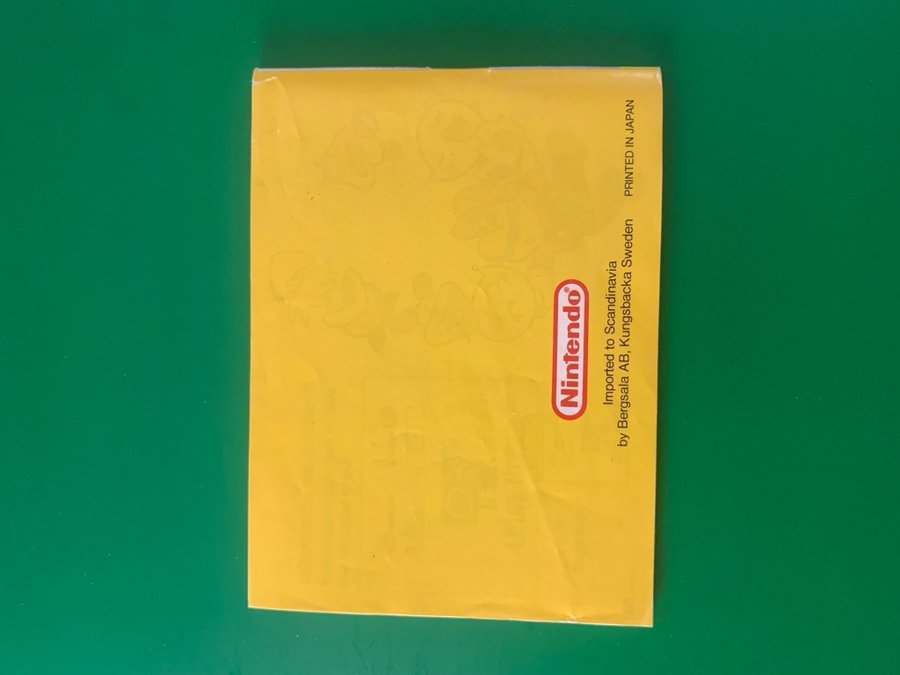 Nintendo®
Imported to Scandinavia
by Bergsala AB, Kungsbacka Sweden PRINTED IN JAPAN